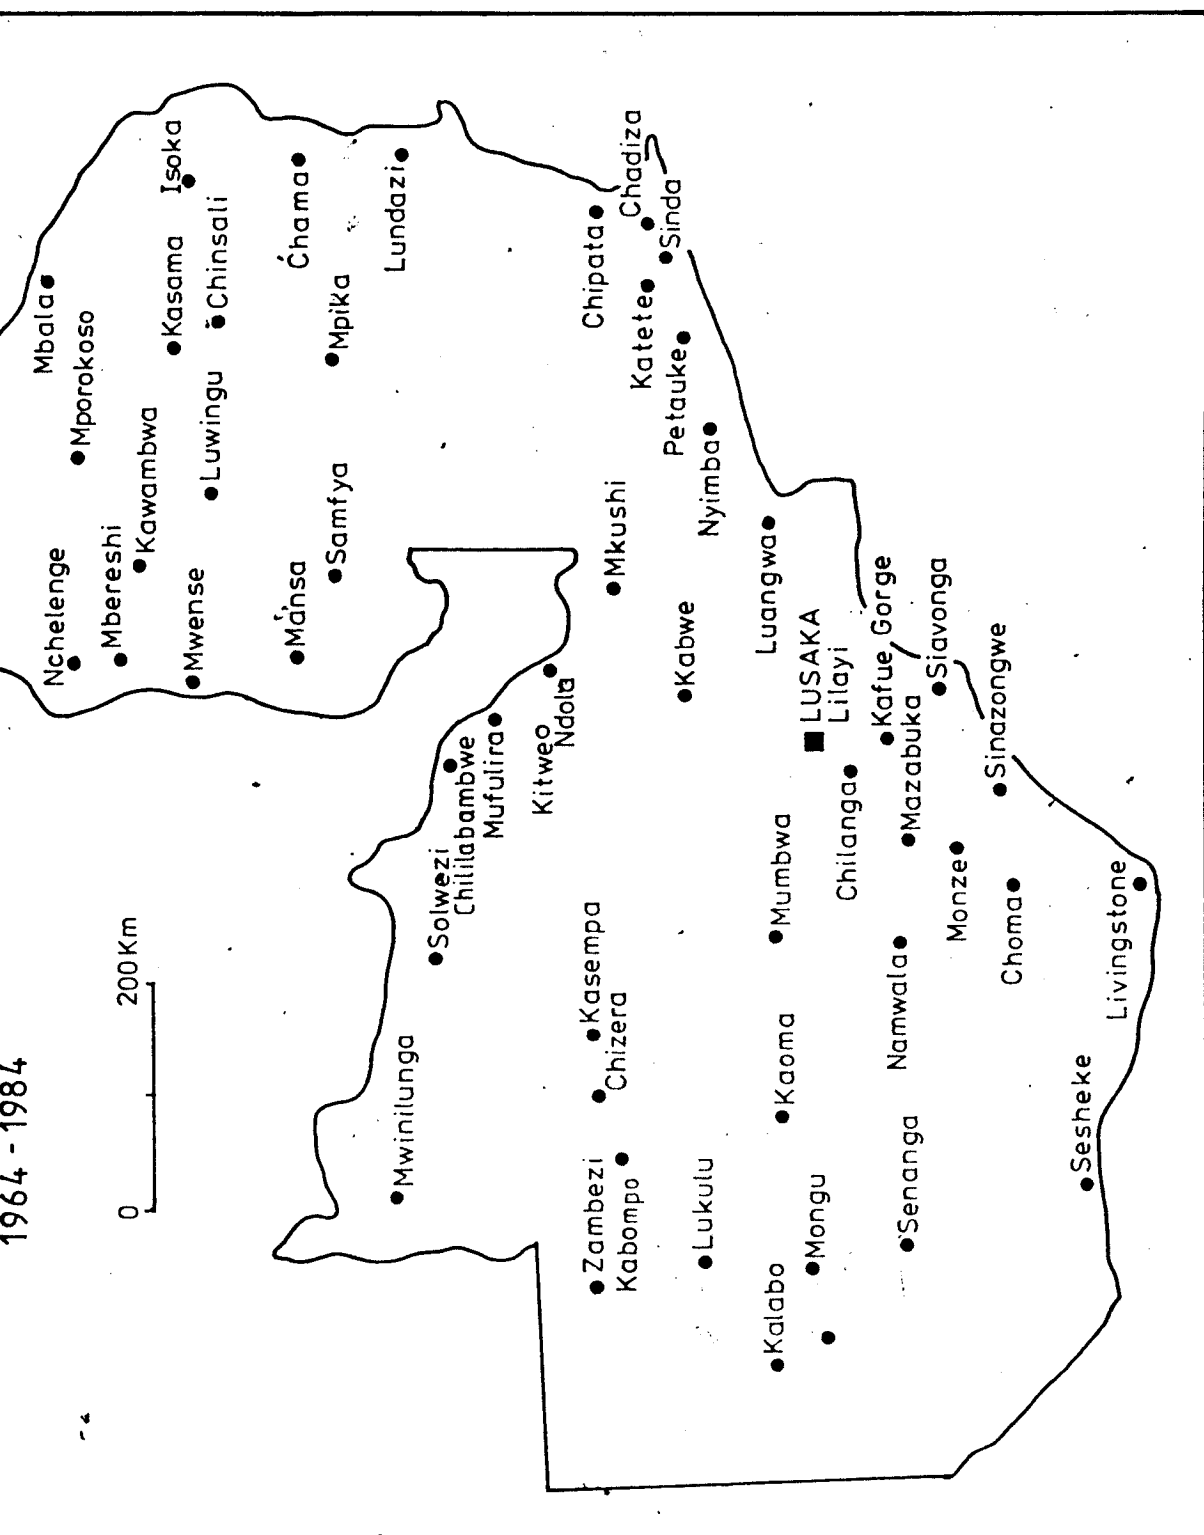 1964 - 1984
0
200 Km
Mbala
Mporokoso
Nchelenge
Mbereshi
Kawambwa
Kasama
Isoka
Mwense
Luwingu
Chinsali
Mansa
Samfya
Mpika
Chama
Lundazi
Mwinilunga
Solwezi
Chililabambwe
Mufulira
Kitweo
Ndola
Mkushi
Chipata
Chadiza
Katete
Sinda
Petauke
Nyimba
Zambezi
Kabompo
Chizera
Kasempa
Kabwe
Lukulu
Luangwa
Kalabo
Mongu
Kaoma
Mumbwa
LUSAKA
Lilayi
Chilanga
Kafue Gorge
Senanga
Namwala
Mazabuka
Siavonga
Monze
Choma
Sinazongwe
Sesheke
Livingstone